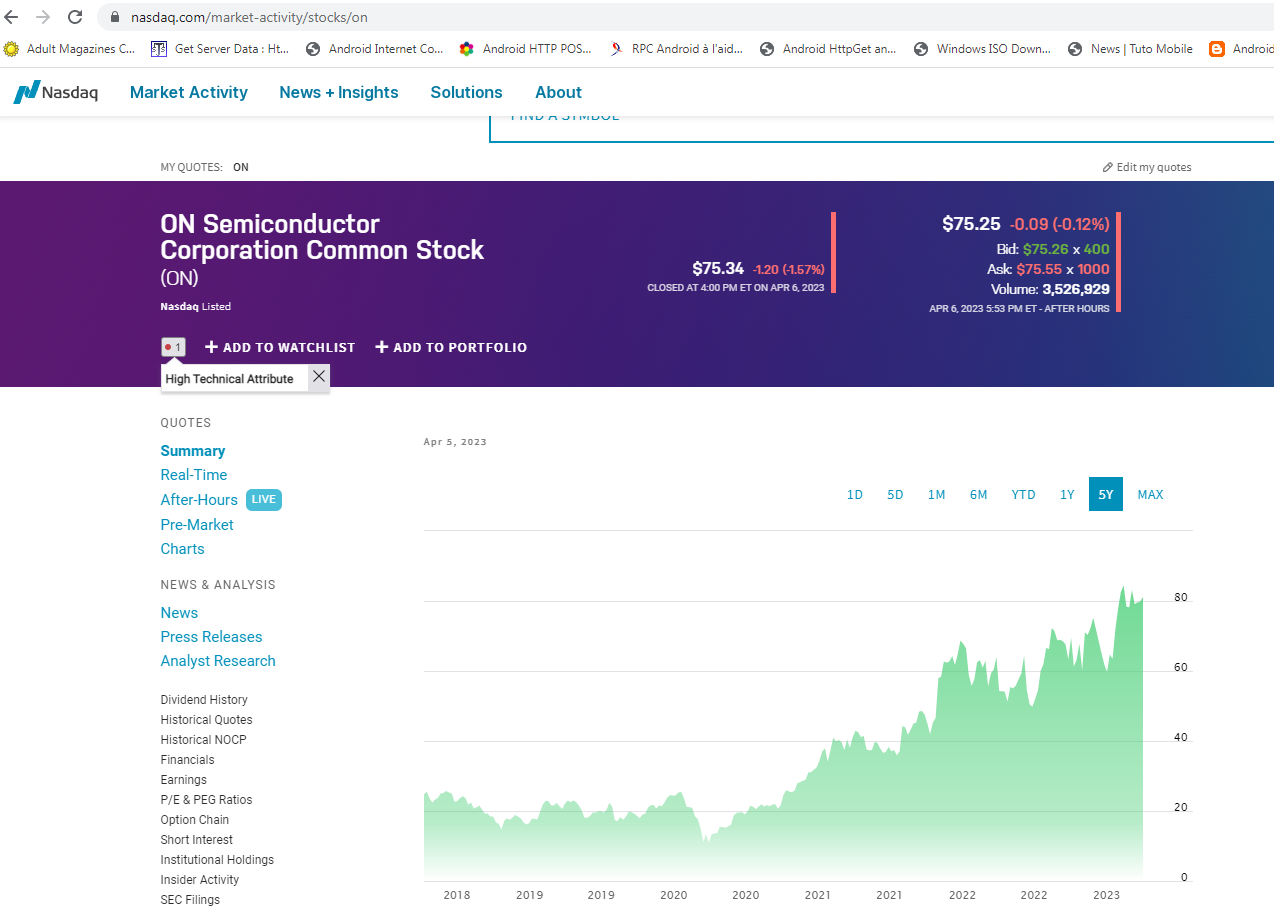 nasdaq.com/market-activity/stocks/on
Adult Magazines C... Get Server Data : Ht... Android Internet Co... Android HTTP POS... RPC Android à l'aid... Android HttpGet an... Windows ISO Down... News | Tuto Mobile Android
Nasdaq Market Activity News + Insights Solutions About
FIND A SYMBOL
MY QUOTES: ON Edit my quotes
ON Semiconductor
Corporation Common Stock
(ON)
Nasdaq Listed
$75.34 -1.20 (-1.57%)
CLOSED AT 4:00 PM ET ON APR 6, 2023
$75.25 -0.09 (-0.12%)
Bid: $75.26 x 400
Ask: $75.55 x 1000
Volume: 3,526,929
APR 6, 2023 5:53 PM ET - AFTER HOURS
1 + ADD TO WATCHLIST + ADD TO PORTFOLIO
High Technical Attribute
QUOTES
Summary
Real-Time
After-Hours LIVE
Pre-Market
Charts
NEWS & ANALYSIS
News
Press Releases
Analyst Research
Dividend History
Historical Quotes
Historical NOCP
Financials
Earnings
P/E & PEG Ratios
Option Chain
Short Interest
Institutional Holdings
Insider Activity
SEC Filings
Apr 5, 2023
1D 5D 1M 6M YTD 1Y 5Y MAX
80
60
40
20
0
2018 2019 2019 2020 2020 2021 2021 2022 2022 2023